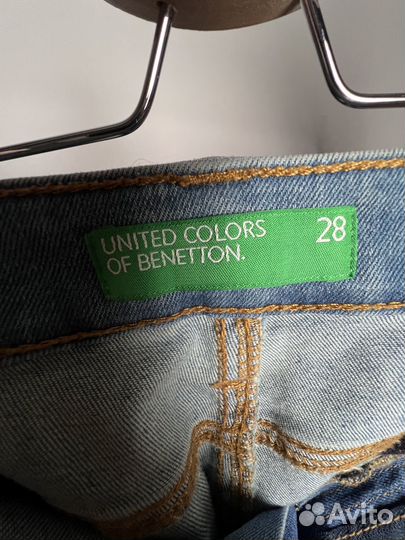 UNITED COLORS
OF BENETTON.
28
Avito